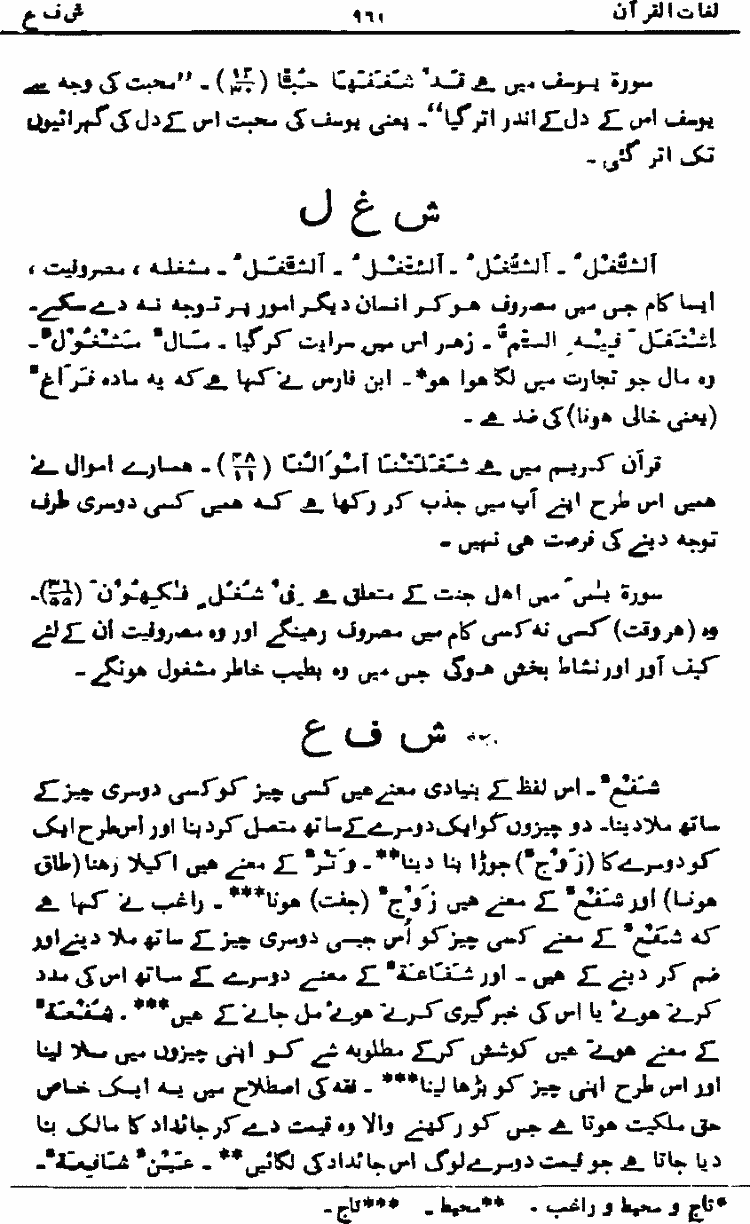 لغات القرآن ۹۶۱ ش ف ع
سورۃ یوسف میں ہے قَدْ شَغَفَهَا حُبًّا (۱۲/۳۰)۔ ’’محبت کی وجہ سے
یوسف اس کے دل کے اندر اتر گیا‘‘۔ یعنی یوسف کی محبت اس کے دل کی گہرائیوں
تک اتر گئی۔
ش غ ل
اَلشُّغْلُ ۔ اَلشُّغُلُ ۔ اَلشَّغْلُ ۔ اَلشَّغَلُ ۔ مشغلہ ، مصروفیت ،
ایسا کام جس میں مصروف ہو کر انسان دیگر امور پر توجہ نہ دے سکے۔
اِشْتَغَلَ فِيْهِ السَّمُّ ۔ زہر اس میں سرایت کر گیا ۔ مَالٌ مَشْغُوْلٌ ۔
وہ مال جو تجارت میں لگا ہوا ہو*۔ ابن فارس نے کہا ہے کہ یہ مادہ فَرَاغٌ
(یعنی خالی ہونا) کی ضد ہے ۔
قرآن کریم میں ہے شَغَلَتْنَا اَمْوَالُنَا (۴۸/۱۱) ۔ ہمارے اموال نے
ہمیں اس طرح اپنے آپ میں جذب کر رکھا ہے کہ ہمیں کسی دوسری طرف
توجہ دینے کی فرصت ہی نہیں ۔
سورۃ یٰسٓ میں اہل جنت کے متعلق ہے فِیْ شُغُلٍ فٰکِهُوْنَ (۳۶/۵۵)۔
وہ (ہر وقت) کسی نہ کسی کام میں مصروف رہینگے اور وہ مصروفیت اُن کے لئے
کیف آور اور نشاط بخش ہوگی جس میں وہ بطیب خاطر مشغول ہونگے ۔
ش ف ع
شَفْعٌ ۔ اس لفظ کے بنیادی معنے ہیں کسی چیز کو کسی دوسری چیز کے
ساتھ ملا دینا۔ دو چیزوں کو ایک دوسرے کے ساتھ متصل کر دینا اور اس طرح ایک
کو دوسرے کا (زَوْجٌ) جوڑا بنا دینا**۔ وَتْرٌ کے معنے ہیں اکیلا رہنا (طاق
ہونا) اور شَفْعٌ کے معنے ہیں زَوْجٌ (جفت) ہونا***۔ راغب نے کہا ہے
کہ شَفْعٌ کے معنے کسی چیز کو اُس جیسی دوسری چیز کے ساتھ ملا دینے اور
ضم کر دینے کے ہیں ۔ اور شَفَاعَةٌ کے معنے دوسرے کے ساتھ اس کی مدد
کرتے ہوئے یا اس کی خبرگیری کرتے ہوئے مل جانے کے ہیں***۔ شُفْعَةٌ
کے معنے ہوتے ہیں کوشش کر کے مطلوبہ شے کو اپنی چیزوں میں ملا لینا
اور اس طرح اپنی چیز کو بڑھا لینا***۔ فقہ کی اصطلاح میں یہ ایک خاص
حق ملکیت ہوتا ہے جس کو رکھنے والا وہ قیمت دے کر جائداد کا مالک بنا
دیا جاتا ہے جو قیمت دوسرے لوگ اس جائداد کی لگائیں**۔ عَيْنٌ شَافِعَةٌ ۔
*تاج و محیط و راغب ۔ **محیط ۔ ***تاج ۔